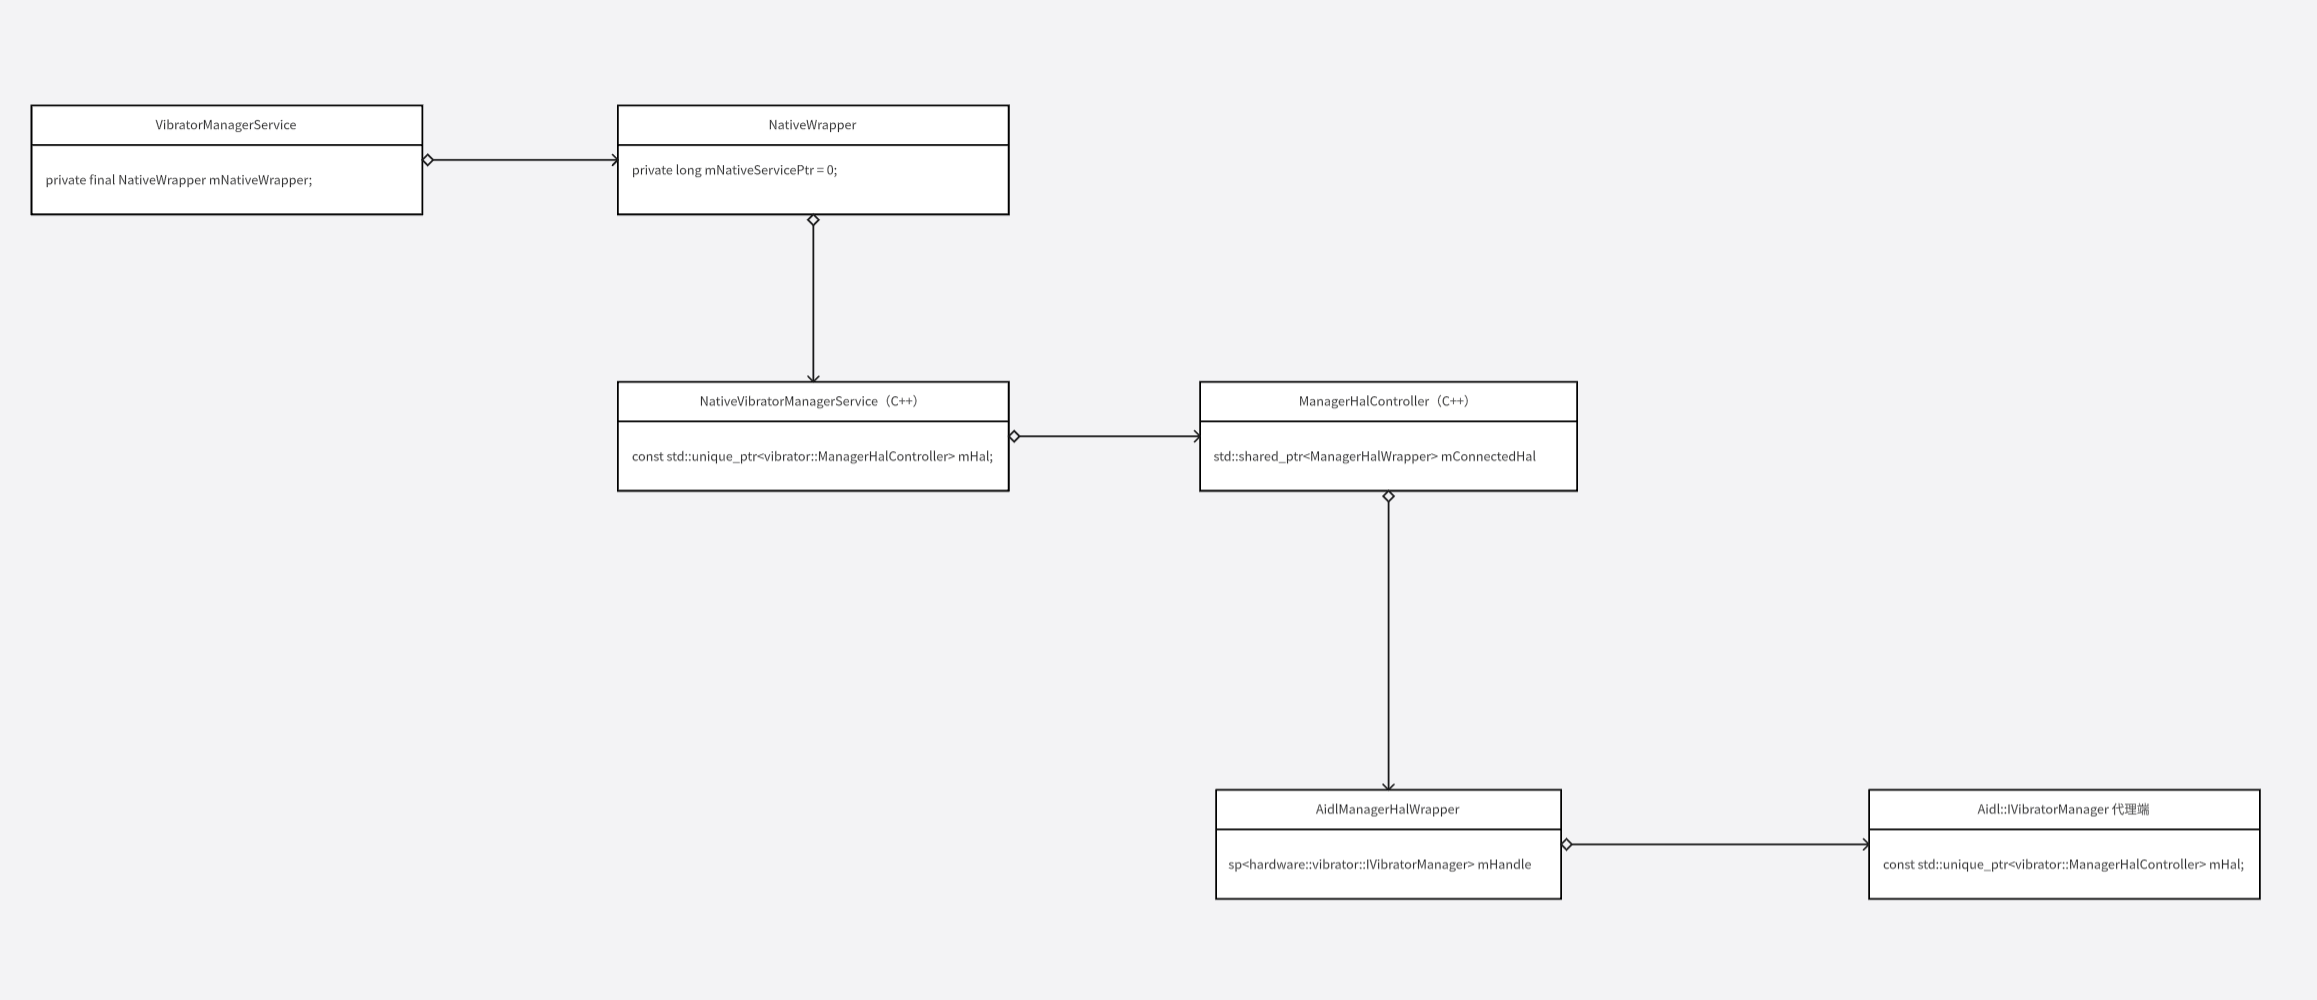 VibratorManagerService
private final NativeWrapper mNativeWrapper;
NativeWrapper
private long mNativeServicePtr = 0;
NativeVibratorManagerService（C++）
const std::unique_ptr<vibrator::ManagerHalController> mHal;
ManagerHalController（C++）
std::shared_ptr<ManagerHalWrapper> mConnectedHal
AidlManagerHalWrapper
sp<hardware::vibrator::IVibratorManager> mHandle
Aidl::IVibratorManager 代理端
const std::unique_ptr<vibrator::ManagerHalController> mHal;